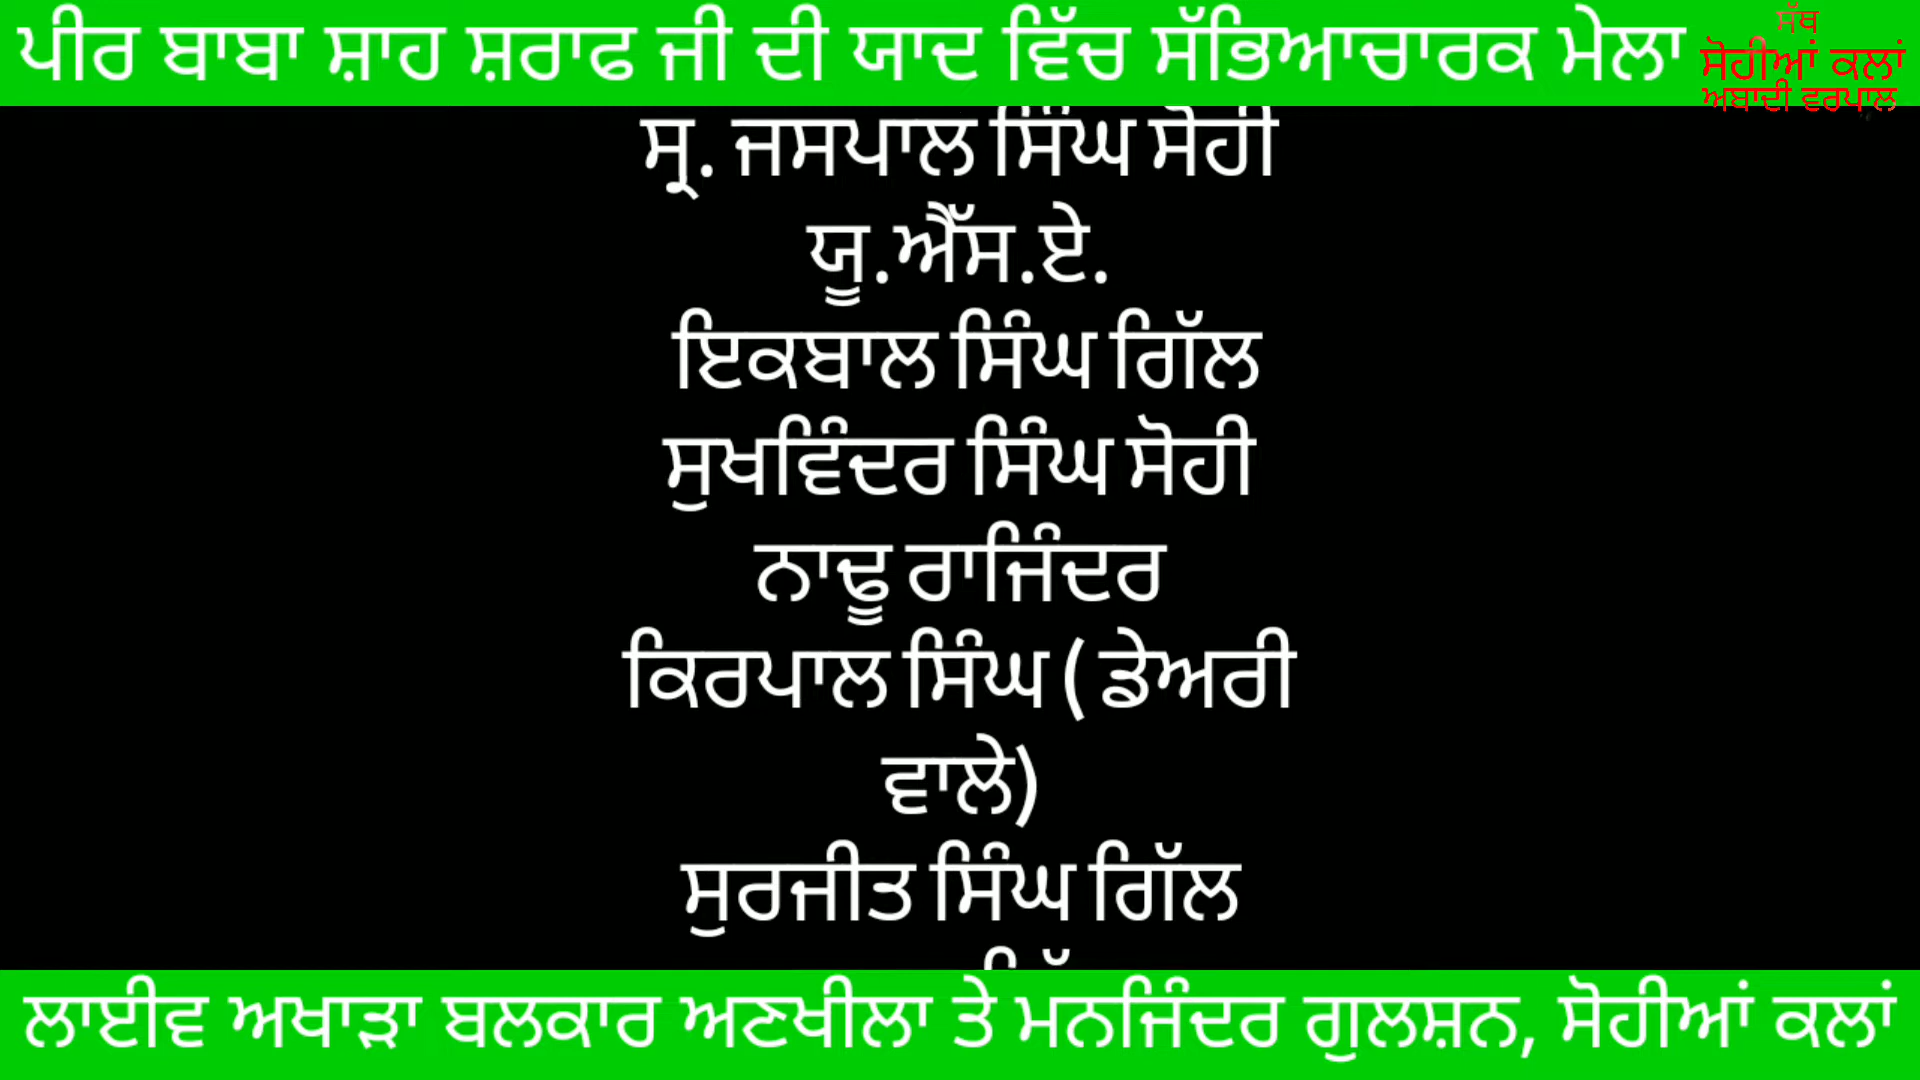 ਪੀਰ ਬਾਬਾ ਸ਼ਾਹ ਸ਼ਰਾਫ ਜੀ ਦੀ ਯਾਦ ਵਿੱਚ ਸੱਭਿਆਚਾਰਕ ਮੇਲਾ
ਸੱਥ
ਸੋਹੀਆਂ ਕਲਾਂ
ਅਬਾਦੀ ਵਰਪਾਲ
ਸ੍ਰ. ਜਸਪਾਲ ਸਿੰਘ ਸੋਹੀ
ਯੂ.ਐੱਸ.ਏ.
ਇਕਬਾਲ ਸਿੰਘ ਗਿੱਲ
ਸੁਖਵਿੰਦਰ ਸਿੰਘ ਸੋਹੀ
ਨਾਢੂ ਰਾਜਿੰਦਰ
ਕਿਰਪਾਲ ਸਿੰਘ ( ਡੇਅਰੀ
ਵਾਲੇ)
ਸੁਰਜੀਤ ਸਿੰਘ ਗਿੱਲ
ਲਾਈਵ ਅਖਾੜਾ ਬਲਕਾਰ ਅਣਖੀਲਾ ਤੇ ਮਨਜਿੰਦਰ ਗੁਲਸ਼ਨ, ਸੋਹੀਆਂ ਕਲਾਂ